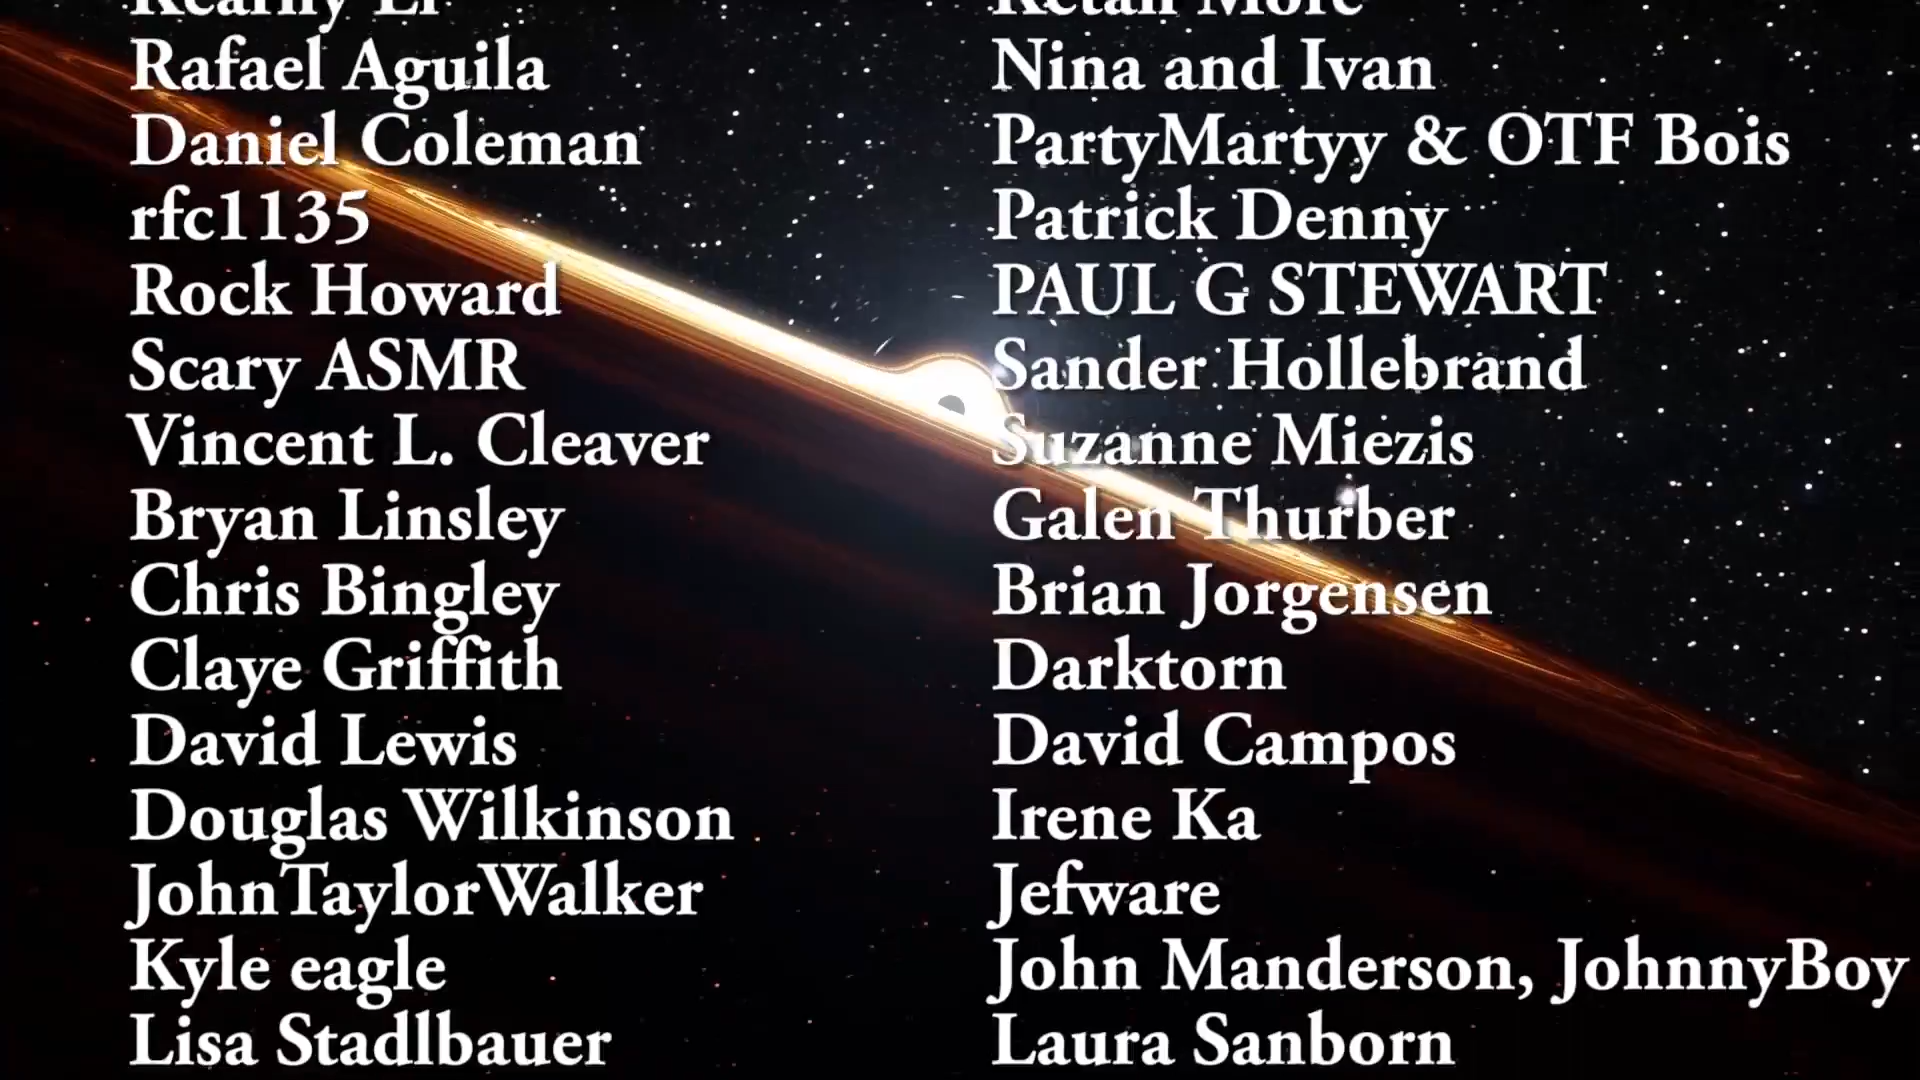 Rafael Aguila
Daniel Coleman
rfc1135
Rock Howard
Scary ASMR
Vincent L. Cleaver
Bryan Linsley
Chris Bingley
Claye Griffith
David Lewis
Douglas Wilkinson
JohnTaylorWalker
Kyle eagle
Lisa Stadlbauer
Nina and Ivan
PartyMartyy & OTF Bois
Patrick Denny
PAUL G STEWART
Sander Hollebrand
Suzanne Miezis
Galen Thurber
Brian Jorgensen
Darktorn
David Campos
Irene Ka
Jefware
John Manderson, JohnnyBoy
Laura Sanborn